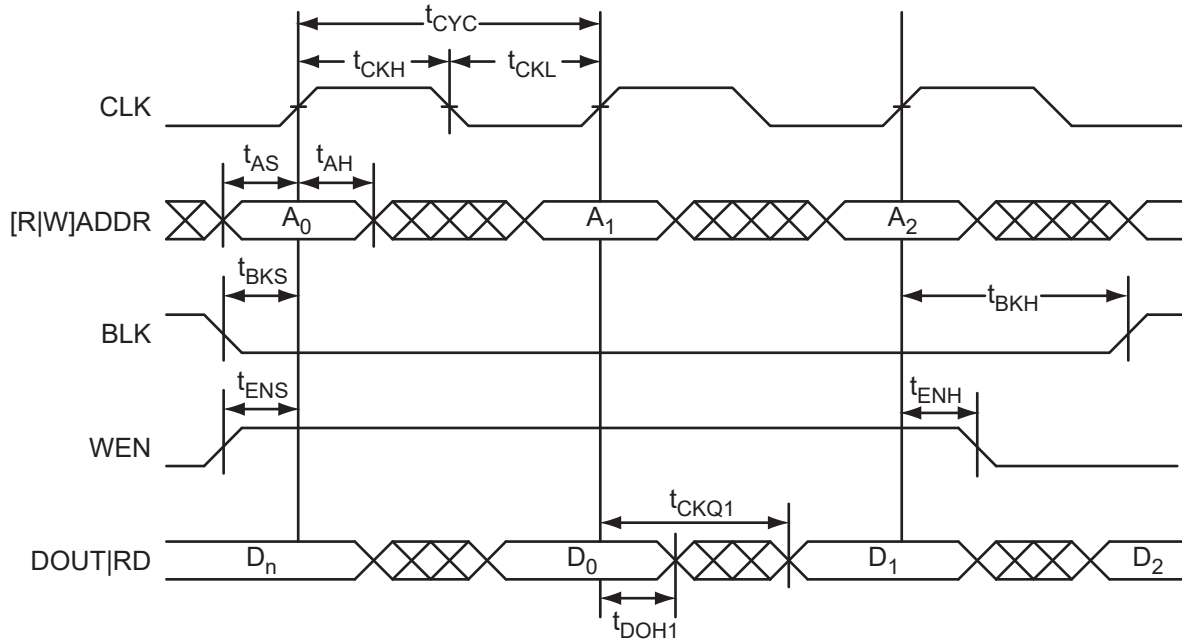 tCYC
tCKH tCKL
CLK
tAS tAH
[R|W]ADDR A0 A1 A2
tBKS tBKH
BLK
tENS tENH
WEN
tCKQ1
DOUT|RD Dn D0 D1 D2
tDOH1